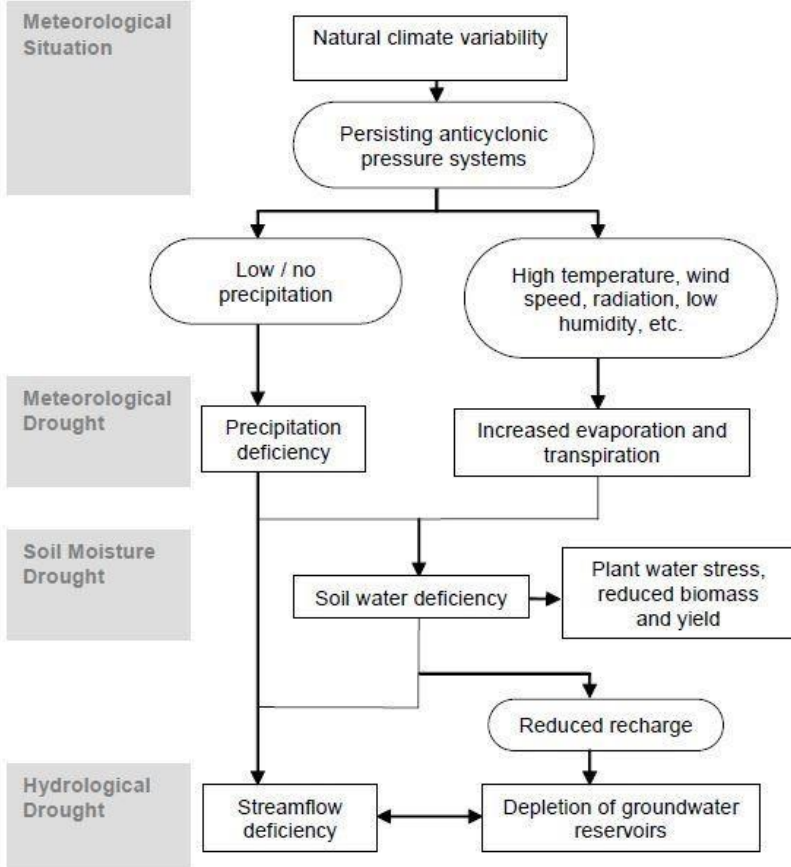 Meteorological
Situation
Natural climate variability
Persisting anticyclonic
pressure systems
Low / no
precipitation
High temperature, wind
speed, radiation, low
humidity, etc.
Meteorological
Drought
Precipitation
deficiency
Increased evaporation and
transpiration
Soil Moisture
Drought
Soil water deficiency
Plant water stress,
reduced biomass
and yield
Reduced recharge
Hydrological
Drought
Streamflow
deficiency
Depletion of groundwater
reservoirs